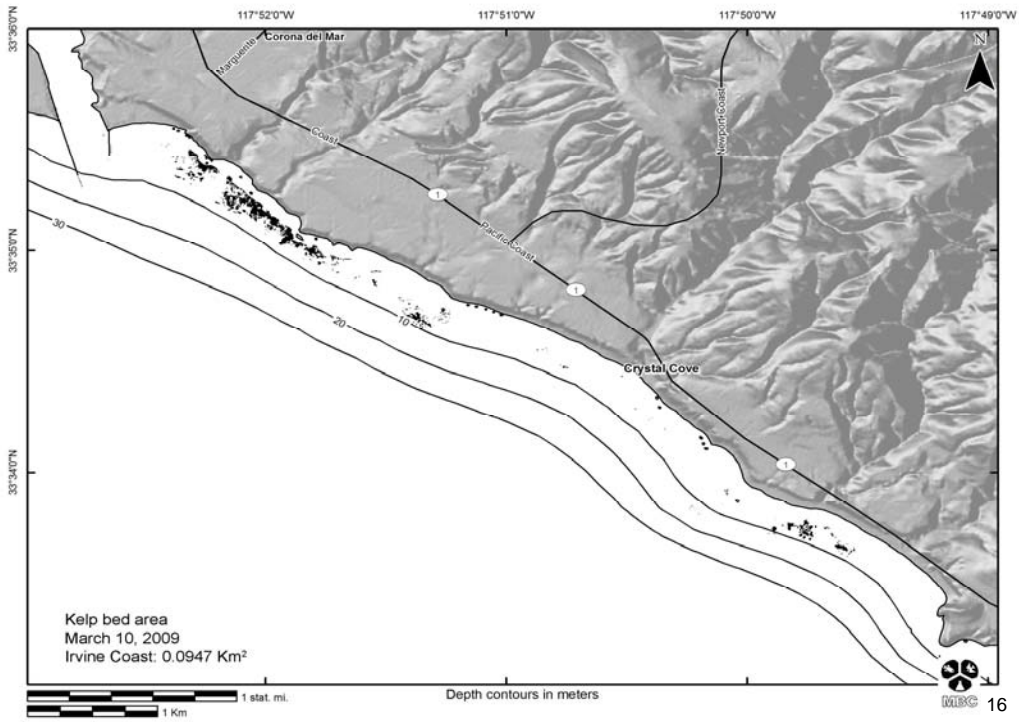 117°52'0"W
117°51'0"W
117°50'0"W
117°49'0"W
33°36'0"N
Corona del Mar
Marguerite
N
Newport Coast
Coast
1
Pacific Coast
33°35'0"N
30
1
20
10
Crystal Cove
1
33°34'0"N
Kelp bed area
March 10, 2009
Irvine Coast: 0.0947 Km²
1 stat. mi.
1 Km
Depth contours in meters
MBC
16